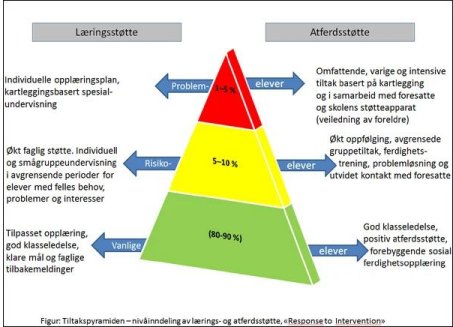 Læringsstøtte
Atferdsstøtte
Individuelle opplæringsplan,
kartleggingsbasert spesial-
undervisning
Problem-
1-5 %
elever
Omfattende, varige og intensive
tiltak basert på kartlegging
og i samarbeid med foresatte
og skolens støtteapparat
(veiledning av foreldre)
Økt faglig støtte. Individuell
og smågruppeundervisning
i avgrensende perioder for
elever med felles behov,
problemer og interesser
Risiko-
5–10 %
elever
Økt oppfølging, avgrensede
gruppetiltak, ferdighets-
trening, problemløsning og
utvidet kontakt med foresatte
Tilpasset opplæring,
god klasseledelse,
klare mål og faglige
tilbakemeldinger
Vanlige
(80-90 %)
elever
God klasseledelse,
positiv atferdsstøtte,
forebyggende sosial
ferdighetsopplæring
Figur: Tiltakspyramiden – nivåinndeling av lærings- og atferdsstøtte, «Response to Intervention»